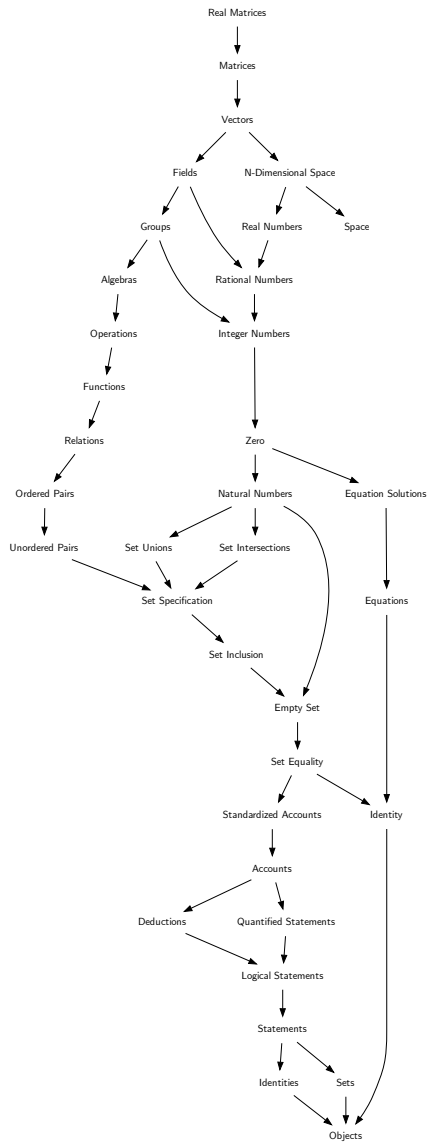 Real Matrices
Matrices
Vectors
Fields
N-Dimensional Space
Groups
Real Numbers
Space
Algebras
Rational Numbers
Operations
Integer Numbers
Functions
Relations
Zero
Ordered Pairs
Natural Numbers
Equation Solutions
Unordered Pairs
Set Unions
Set Intersections
Set Specification
Equations
Set Inclusion
Empty Set
Set Equality
Standardized Accounts
Identity
Accounts
Deductions
Quantified Statements
Logical Statements
Statements
Identities
Sets
Objects